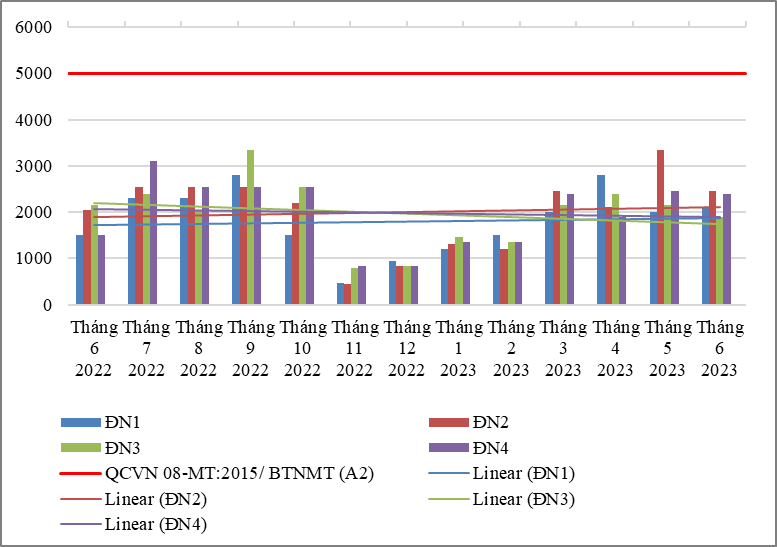 6000
5000
4000
3000
2000
1000
0
Tháng Tháng Tháng Tháng Tháng Tháng Tháng Tháng Tháng Tháng Tháng Tháng Tháng
6 7 8 9 10 11 12 1 2 3 4 5 6
2022 2022 2022 2022 2022 2022 2022 2023 2023 2023 2023 2023 2023
ĐN1 ĐN2
ĐN3 ĐN4
QCVN 08-MT:2015/ BTNMT (A2) Linear (ĐN1)
Linear (ĐN2) Linear (ĐN3)
Linear (ĐN4)